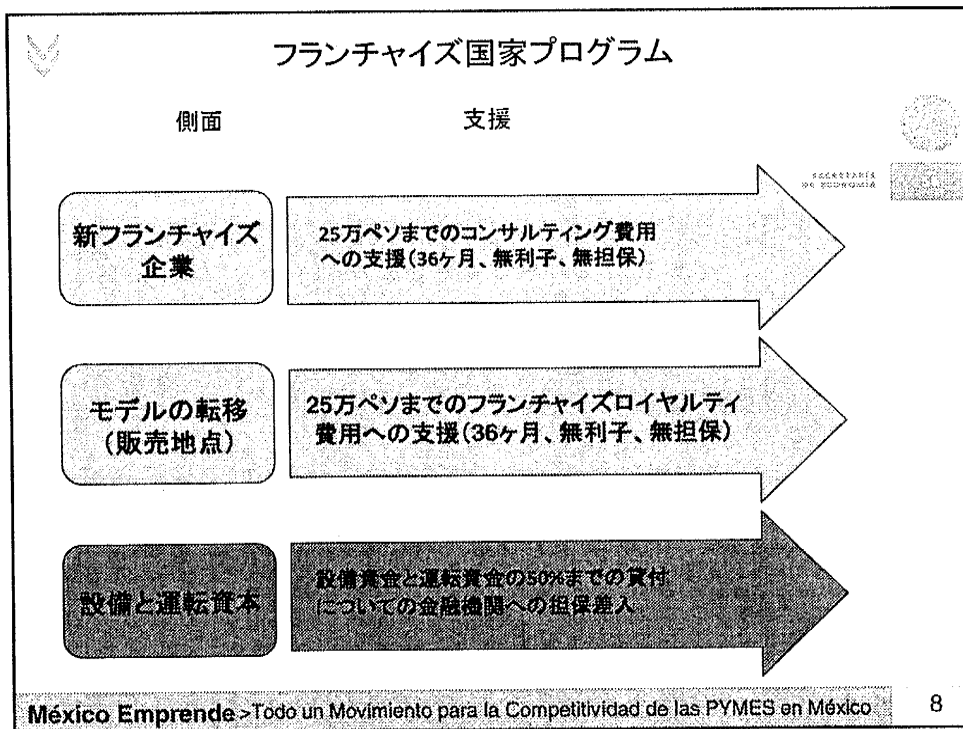 フランチャイズ国家プログラム
側面
支援
SECRETARÍA
DE ECONOMÍA
新フランチャイズ
企業
25万ペソまでのコンサルティング費用
への支援(36ヶ月、無利子、無担保)
モデルの転移
(販売地点)
25万ペソまでのフランチャイズロイヤルティ
費用への支援(36ヶ月、無利子、無担保)
設備と運転資本
設備資金と運転資金の50%までの貸付
についての金融機関への担保差入
México Emprende >Todo un Movimiento para la Competitividad de las PYMES en México
8